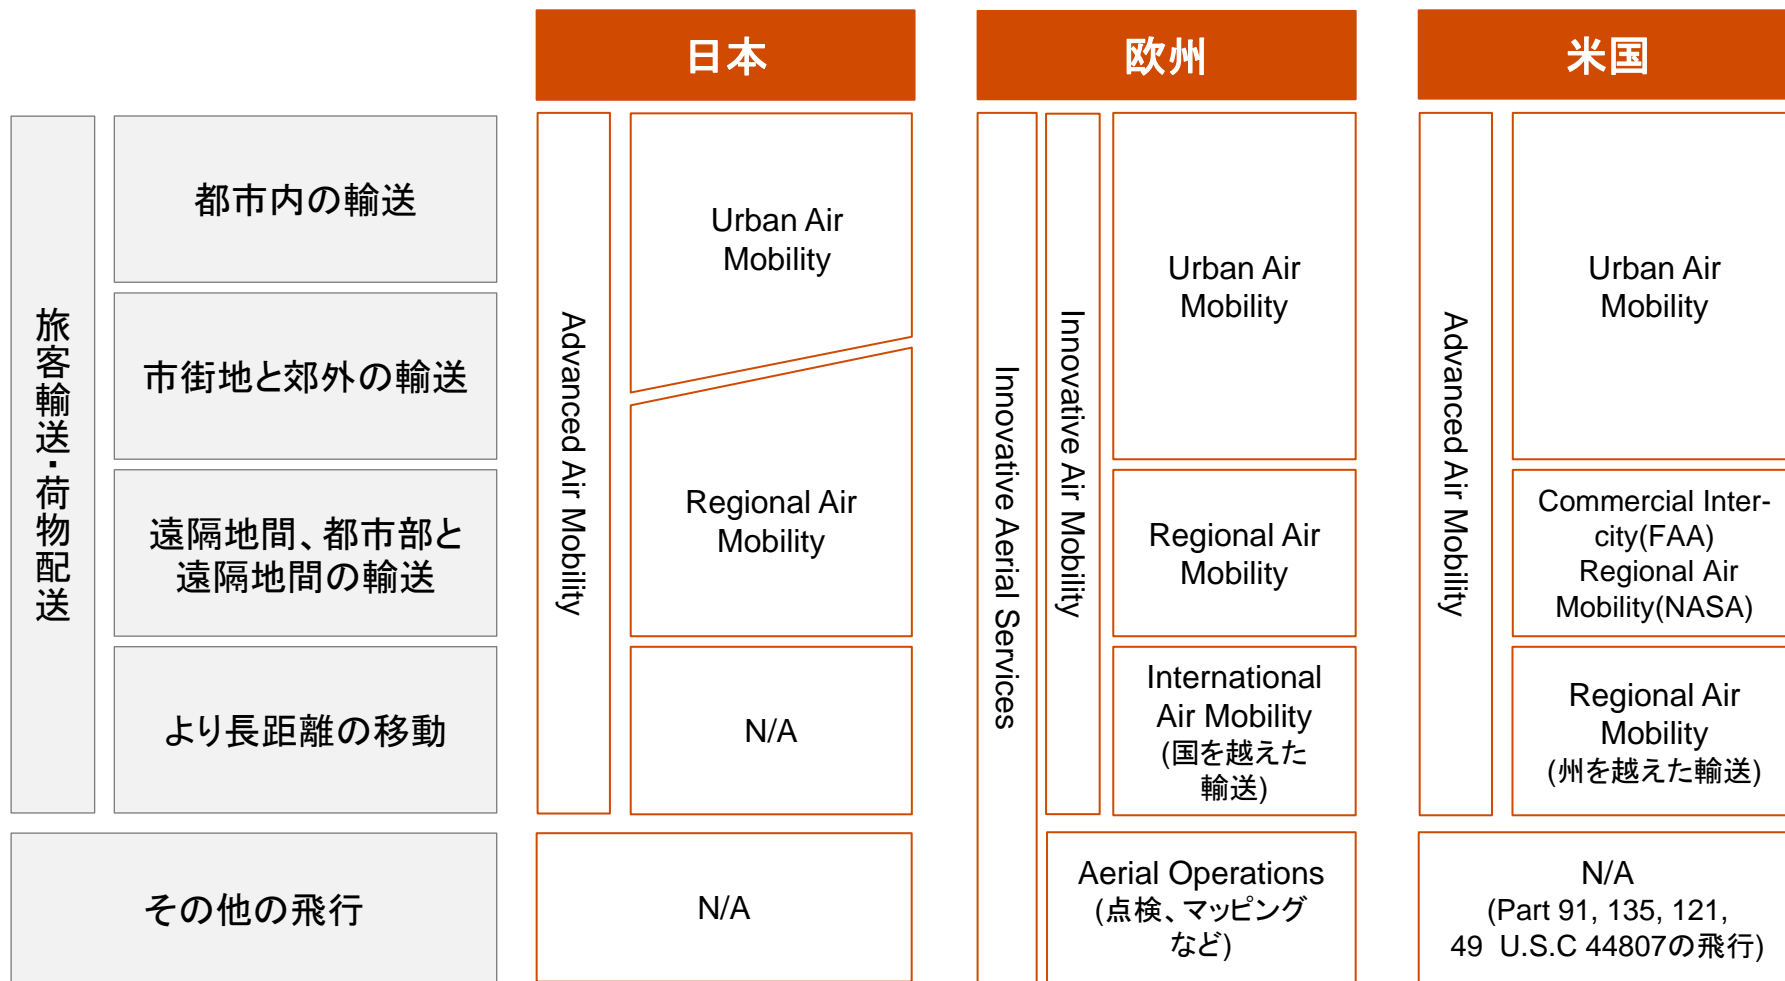 日本
欧州
米国
旅客輸送・荷物配送
都市内の輸送
市街地と郊外の輸送
遠隔地間、都市部と
遠隔地間の輸送
より長距離の移動
その他の飛行
Advanced Air Mobility
Urban Air
Mobility
Regional Air
Mobility
N/A
N/A
Innovative Aerial Services
Innovative Air Mobility
Urban Air
Mobility
Regional Air
Mobility
International
Air Mobility
(国を越えた
輸送)
Aerial Operations
(点検、マッピング
など)
Advanced Air Mobility
Urban Air
Mobility
Commercial Inter-
city(FAA)
Regional Air
Mobility(NASA)
Regional Air
Mobility
(州を越えた輸送)
N/A
(Part 91, 135, 121,
49 U.S.C 44807の飛行)